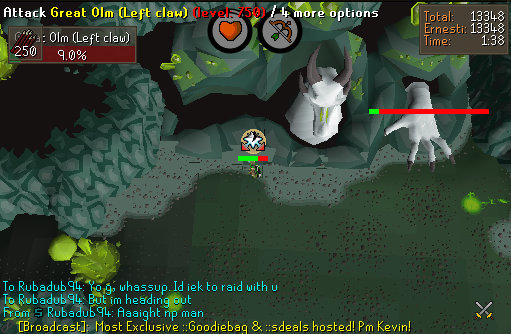 Attack Great Olm (Left claw) (level, 750) / 4 more options
Olm (Left claw)
250
9.0%
Total: 13348
Ernesti: 13348
Time: 1:38
To Rubadub94: Yo g, whassup. Id iek to raid with u
To Rubadub94: But im heading out
From S Rubadub94: Aaaight np man
[Broadcast]: Most Exclusive ::Goodiebag & ::sdeals hosted! Pm Kevin!